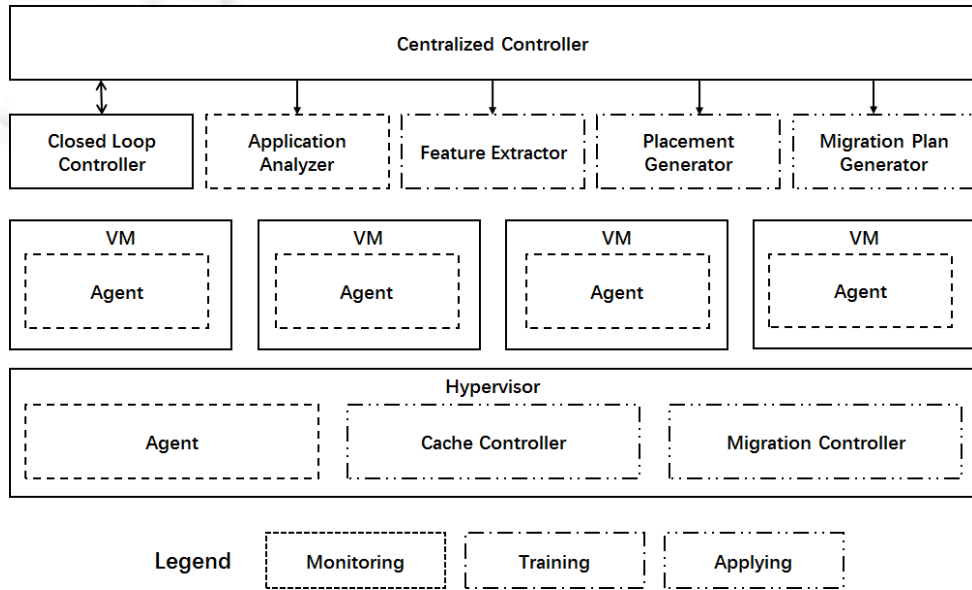 Centralized Controller
Closed Loop
Controller
Application
Analyzer
Feature Extractor
Placement
Generator
Migration Plan
Generator
VM
Agent
VM
Agent
VM
Agent
VM
Agent
Hypervisor
Agent
Cache Controller
Migration Controller
Legend
Monitoring
Training
Applying